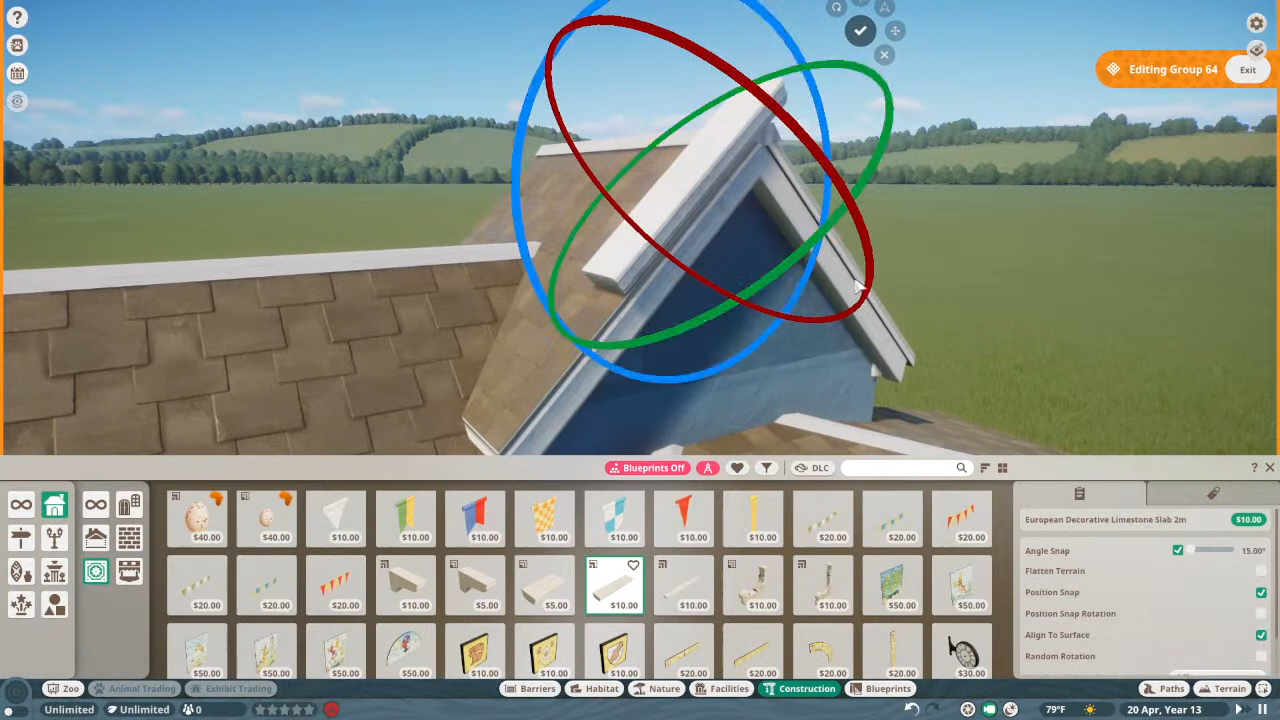 ?
Editing Group 64
Exit
Blueprints Off
DLC
?
$40.00
$40.00
$10.00
$10.00
$10.00
$10.00
$10.00
$10.00
$10.00
$20.00
$20.00
$20.00
European Decorative Limestone Slab 2m
$10.00
Angle Snap
15.00°
Flatten Terrain
$20.00
$20.00
$20.00
$10.00
$5.00
$5.00
$10.00
$10.00
$10.00
$10.00
$50.00
$50.00
Position Snap
Position Snap Rotation
Align To Surface
Random Rotation
$50.00
$50.00
$50.00
$50.00
$10.00
$10.00
$10.00
$20.00
$20.00
$20.00
$20.00
$30.00
Zoo
Animal Trading
Exhibit Trading
Barriers
Habitat
Nature
Facilities
Construction
Blueprints
Paths
Terrain
Unlimited
Unlimited
0
79°F
20 Apr, Year 13